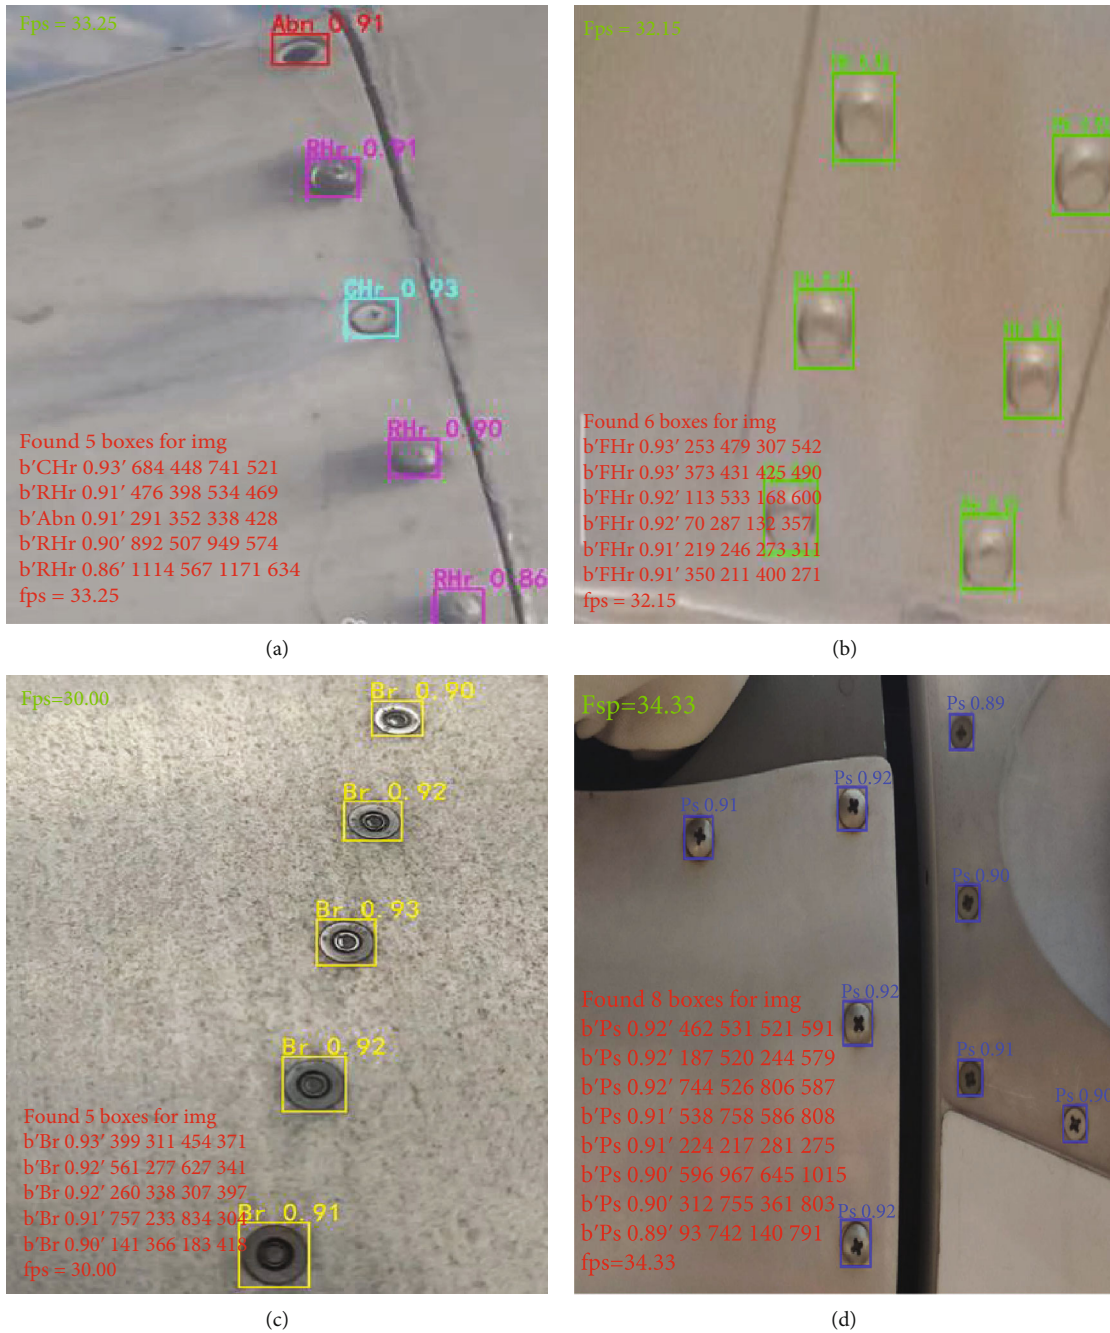 Fps = 33.25
Abn 0.91
RHr 0.91
CHr 0.93
RHr 0.90
RHr 0.86
Found 5 boxes for img
b′CHr 0.93′ 684 448 741 521
b′RHr 0.91′ 476 398 534 469
b′Abn 0.91′ 291 352 338 428
b′RHr 0.90′ 892 507 949 574
b′RHr 0.86′ 1114 567 1171 634
fps = 33.25
(a)
Fps = 32.15
Found 6 boxes for img
b′FHr 0.93′ 253 479 307 542
b′FHr 0.93′ 373 431 425 490
b′FHr 0.92′ 113 533 168 600
b′FHr 0.92′ 70 287 132 357
b′FHr 0.91′ 219 246 273 311
b′FHr 0.91′ 350 211 400 271
fps = 32.15
(b)
Fps=30.00
Br 0.90
Br 0.92
Br 0.93
Br 0.92
Br 0.91
Found 5 boxes for img
b′Br 0.93′ 399 311 454 371
b′Br 0.92′ 561 277 627 341
b′Br 0.92′ 260 338 307 397
b′Br 0.91′ 757 233 834 304
b′Br 0.90′ 141 366 183 418
fps = 30.00
(c)
Fsp=34.33
Ps 0.89
Ps 0.92
Ps 0.91
Ps 0.90
Ps 0.92
Ps 0.91
Ps 0.90
Ps 0.92
Found 8 boxes for img
b′Ps 0.92′ 462 531 521 591
b′Ps 0.92′ 187 520 244 579
b′Ps 0.92′ 744 526 806 587
b′Ps 0.91′ 538 758 586 808
b′Ps 0.91′ 224 217 281 275
b′Ps 0.90′ 596 967 645 1015
b′Ps 0.90′ 312 755 361 803
b′Ps 0.89′ 93 742 140 791
fps=34.33
(d)